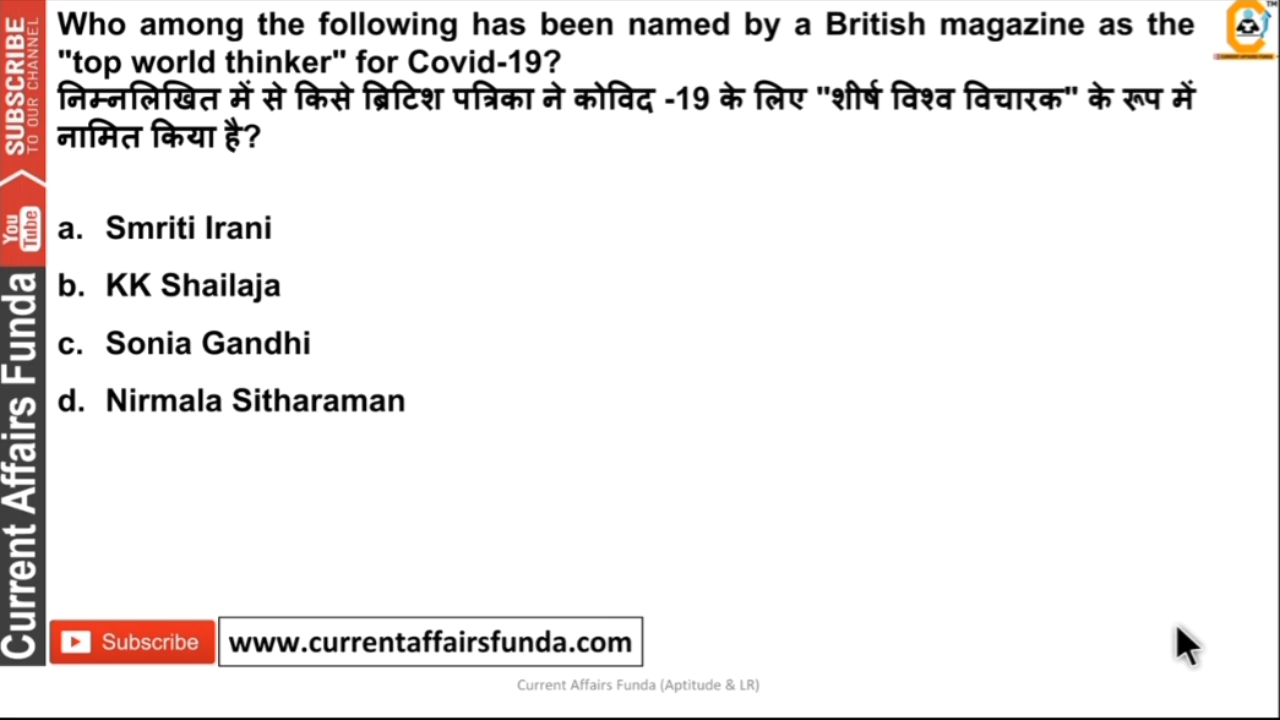 Who among the following has been named by a British magazine as the
"top world thinker" for Covid-19?
निम्नलिखित में से किसे ब्रिटिश पत्रिका ने कोविद -19 के लिए "शीर्ष विश्व विचारक" के रूप में
नामित किया है?
a. Smriti Irani
b. KK Shailaja
c. Sonia Gandhi
d. Nirmala Sitharaman
SUBSCRIBE
TO OUR CHANNEL
You
Tube
Current Affairs Funda
Subscribe
www.currentaffairsfunda.com
Current Affairs Funda (Aptitude & LR)
TM